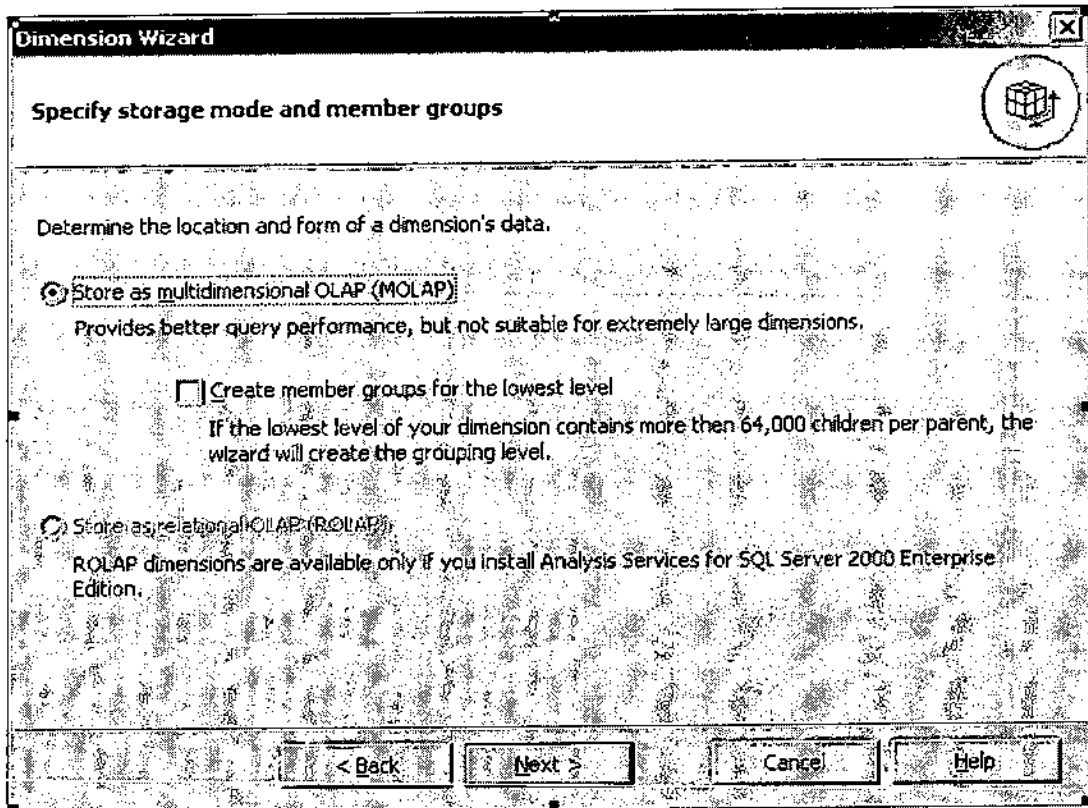 Dimension Wizard
Specify storage mode and member groups
Determine the location and form of a dimension's data.
Store as multidimensional OLAP (MOLAP)
Provides better query performance, but not suitable for extremely large dimensions.
Create member groups for the lowest level
If the lowest level of your dimension contains more then 64,000 children per parent, the
wizard will create the grouping level.
Store as relational OLAP (ROLAP)
ROLAP dimensions are available only if you install Analysis Services for SQL Server 2000 Enterprise
Edition.
< Back
Next >
Cancel
Help